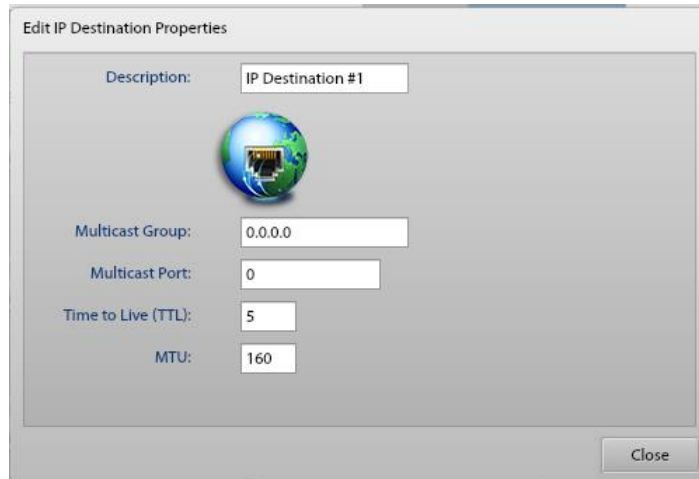 Edit IP Destination Properties
Description: IP Destination #1
Multicast Group: 0.0.0.0
Multicast Port: 0
Time to Live (TTL): 5
MTU: 160
Close